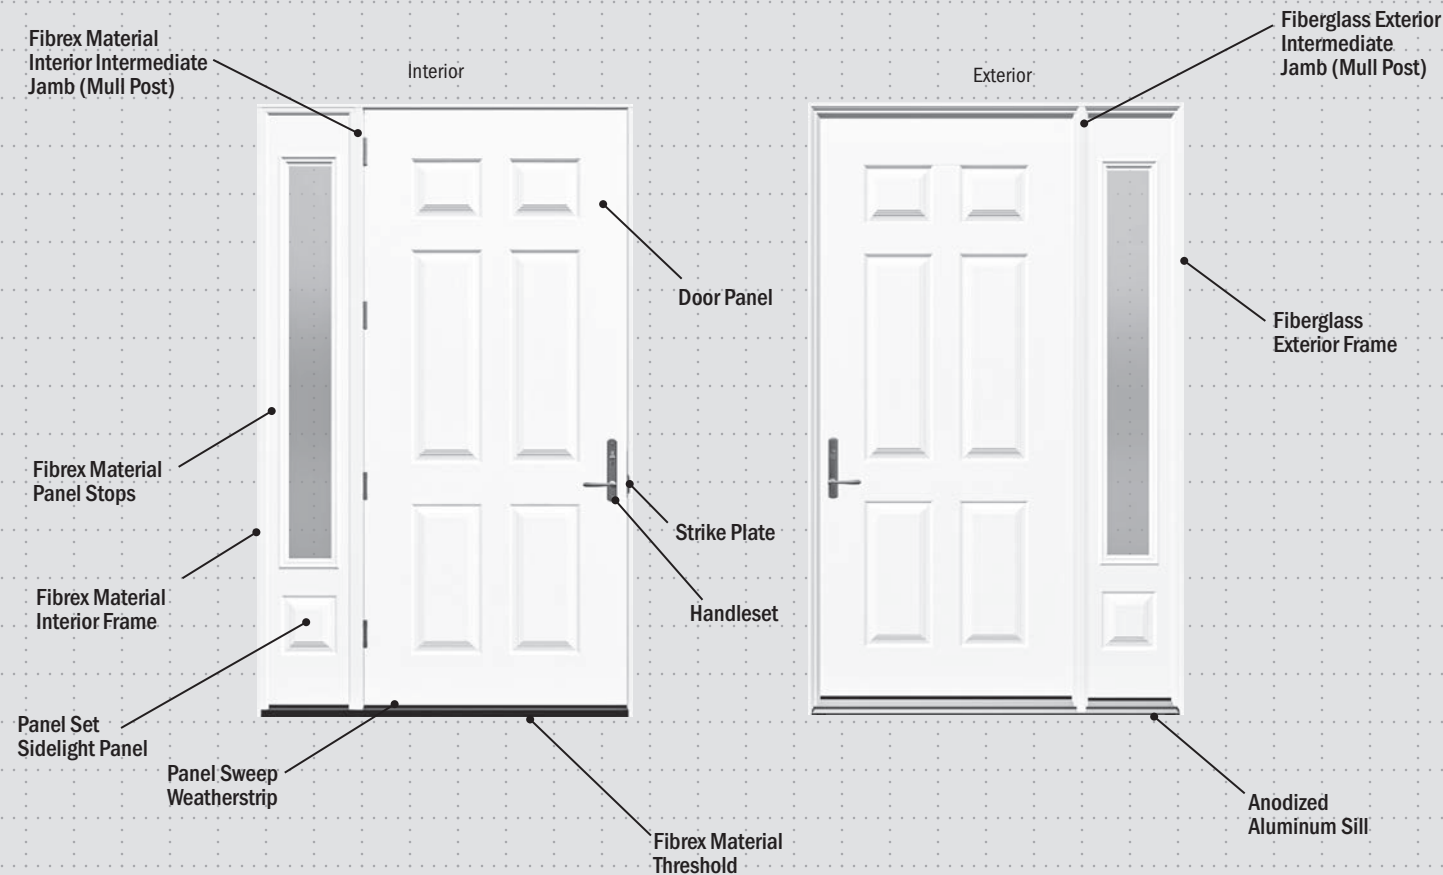 Fibrex Material
Interior Intermediate
Jamb (Mull Post)
Interior
Exterior
Fiberglass Exterior
Intermediate
Jamb (Mull Post)
Door Panel
Fiberglass
Exterior Frame
Fibrex Material
Panel Stops
Strike Plate
Fibrex Material
Interior Frame
Handleset
Panel Set
Sidelight Panel
Panel Sweep
Weatherstrip
Anodized
Aluminum Sill
Fibrex Material
Threshold